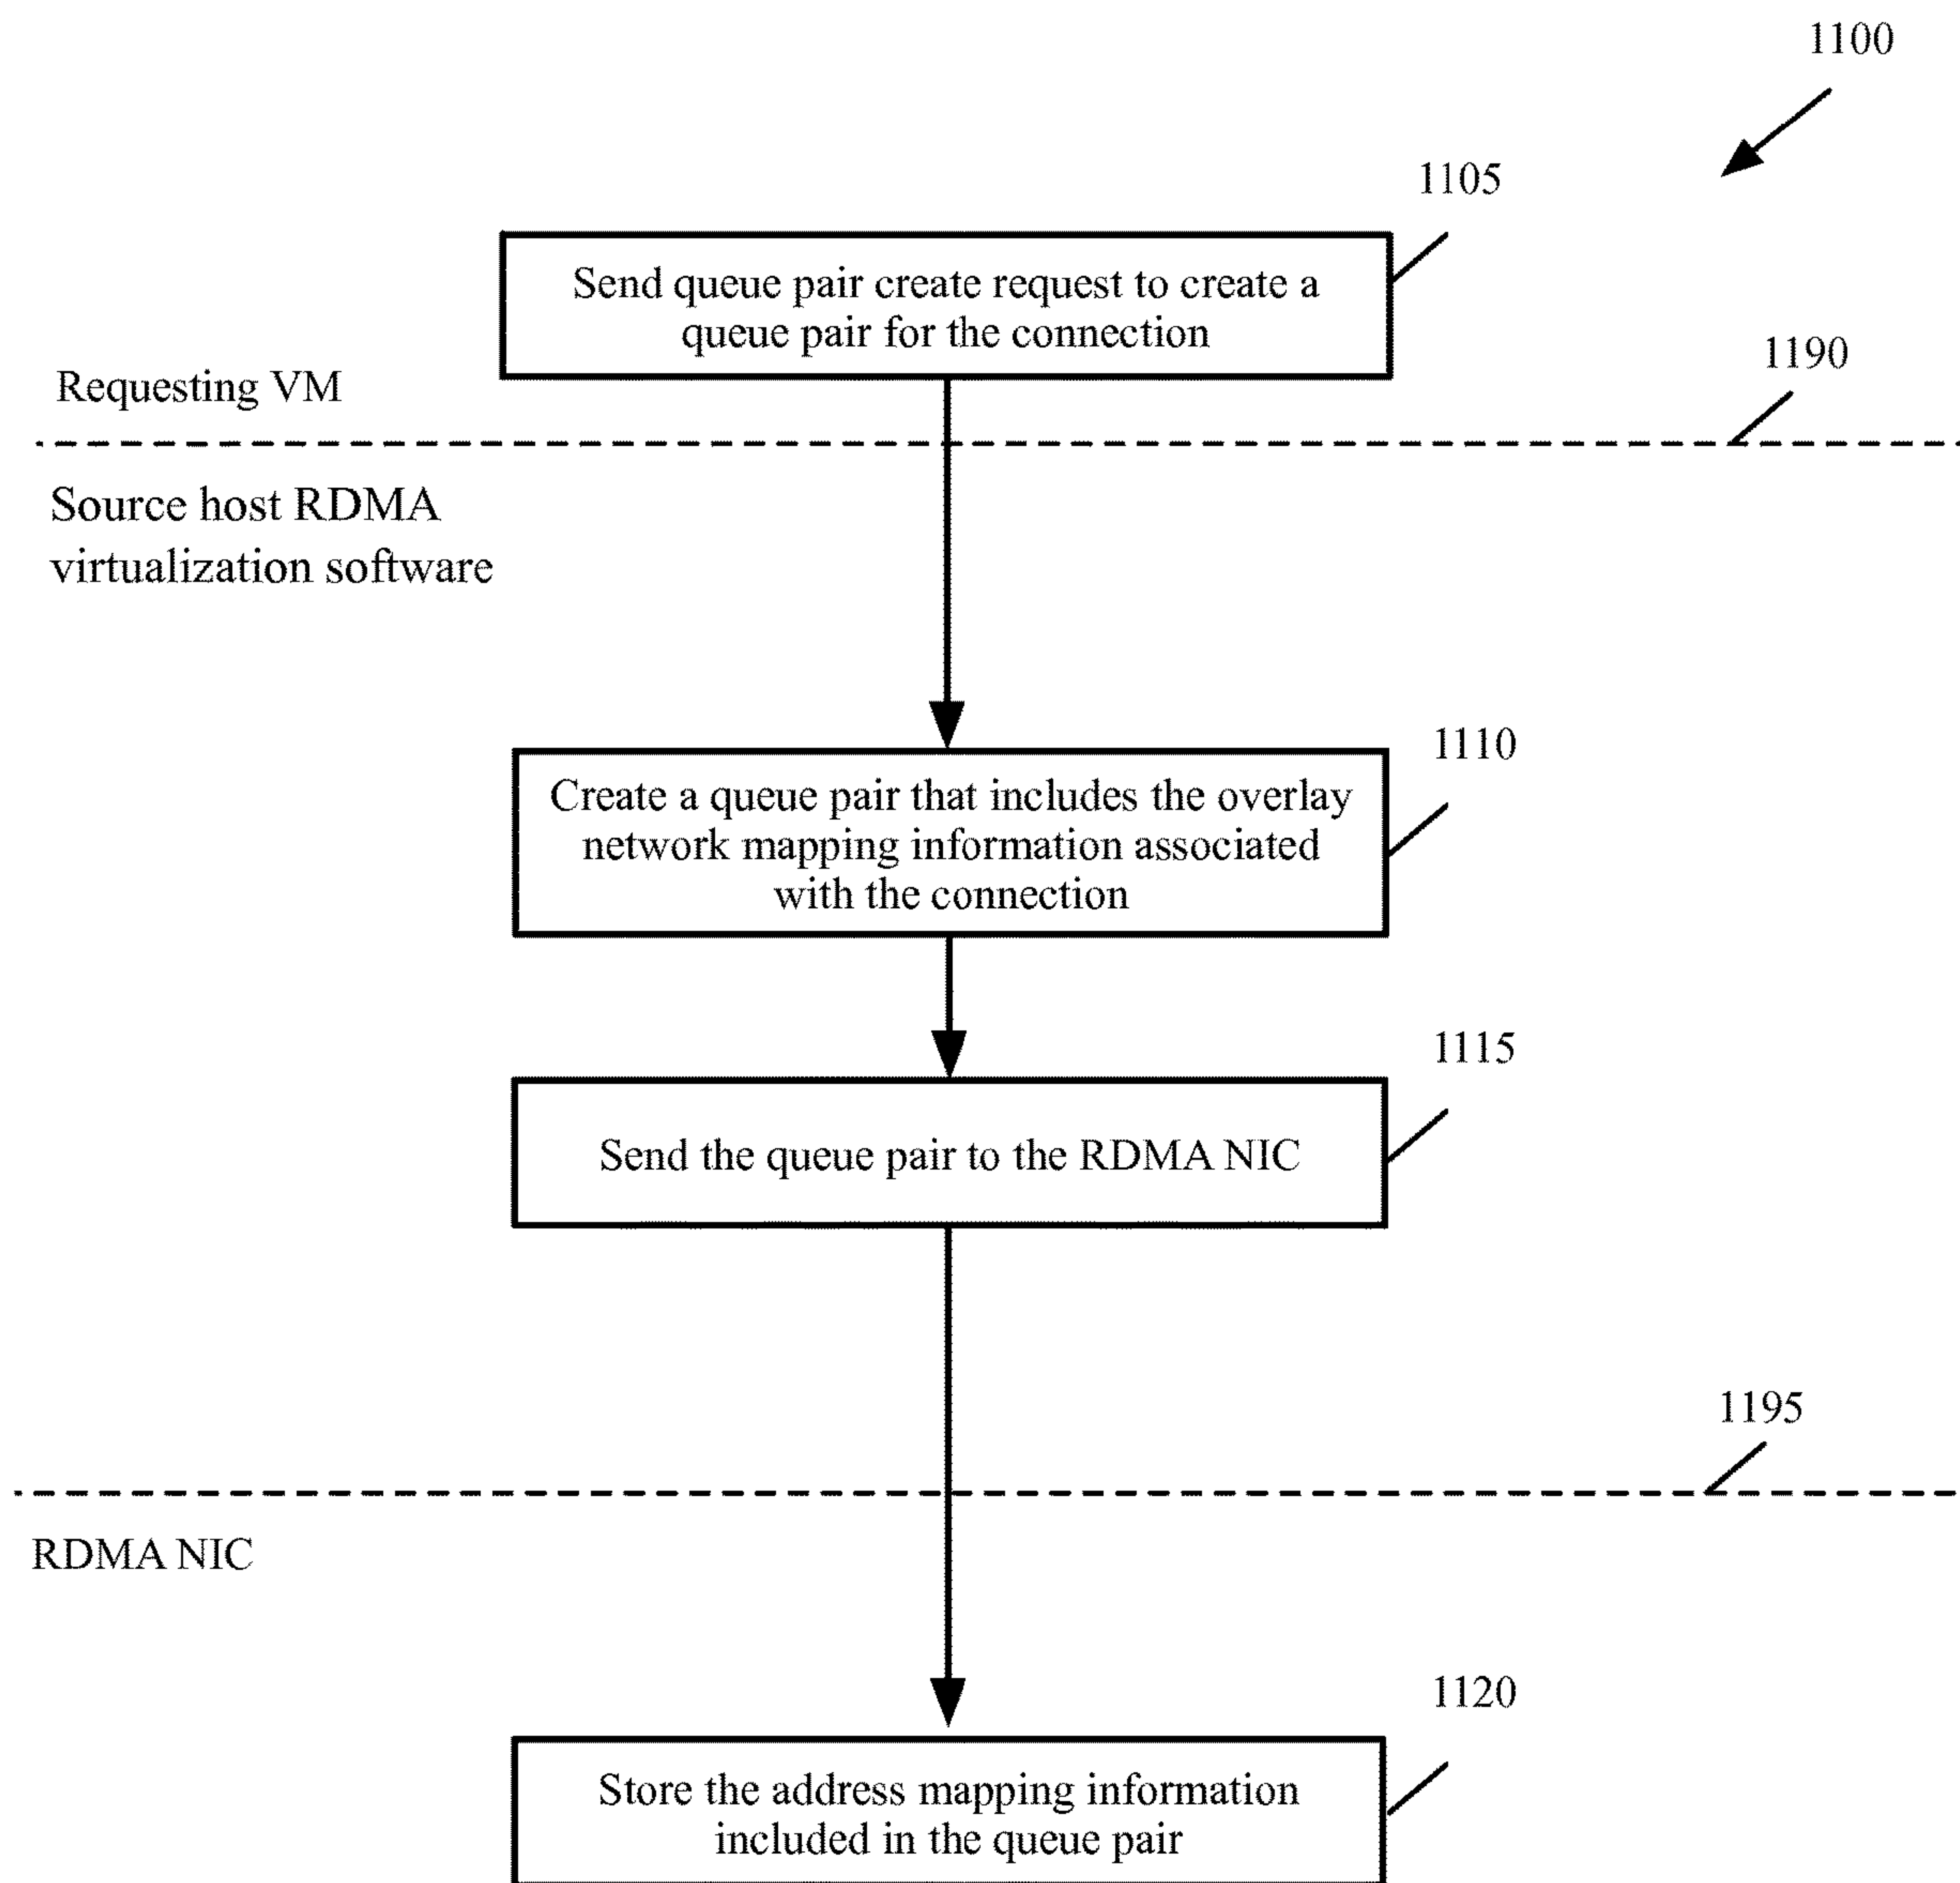 1100
1105
Send queue pair create request to create a
queue pair for the connection
1190
Requesting VM
Source host RDMA
virtualization software
1110
Create a queue pair that includes the overlay
network mapping information associated
with the connection
1115
Send the queue pair to the RDMA NIC
1195
RDMA NIC
1120
Store the address mapping information
included in the queue pair